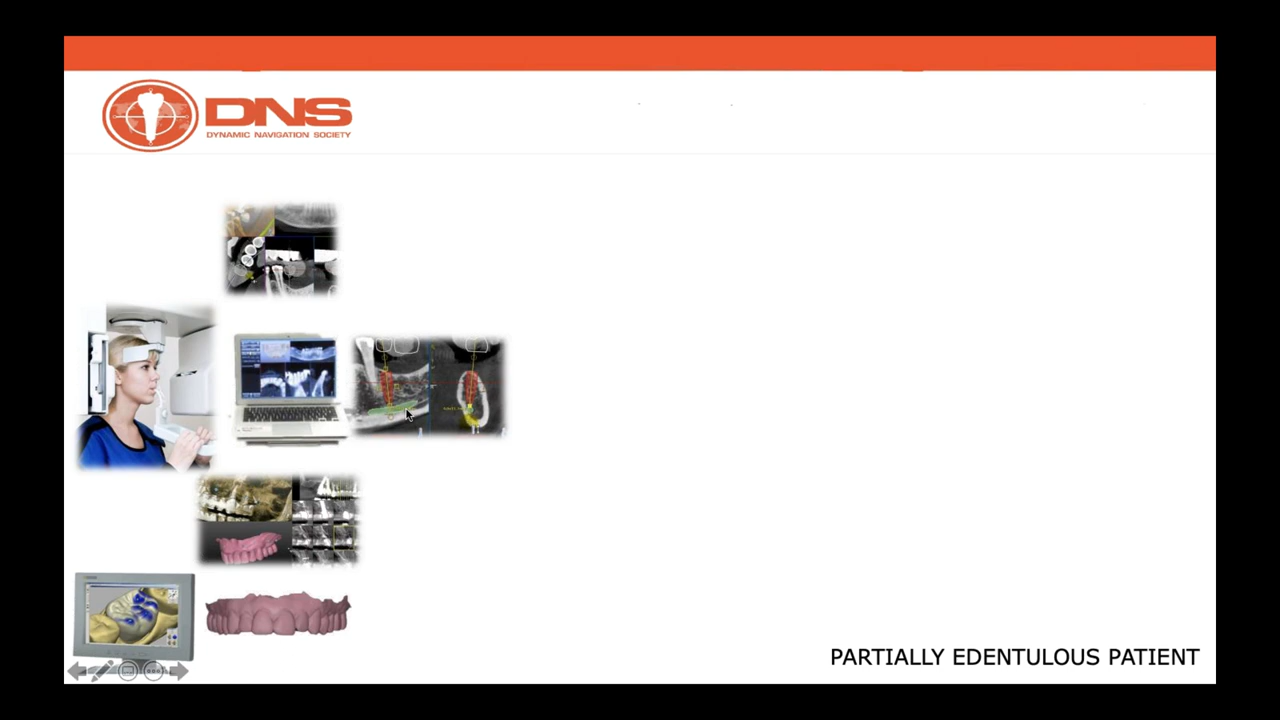 DNS
DYNAMIC NAVIGATION SOCIETY
PARTIALLY EDENTULOUS PATIENT